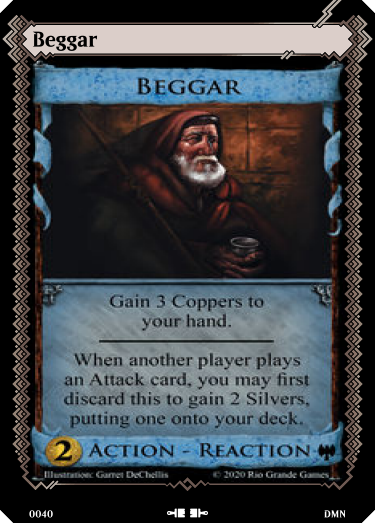 Beggar
BEGGAR
Gain 3 Coppers to
your hand.
When another player plays
an Attack card, you may first
discard this to gain 2 Silvers,
putting one onto your deck.
2 ACTION - REACTION
Illustration: Garret DeChellis © 2020 Rio Grande Games
0040 DMN